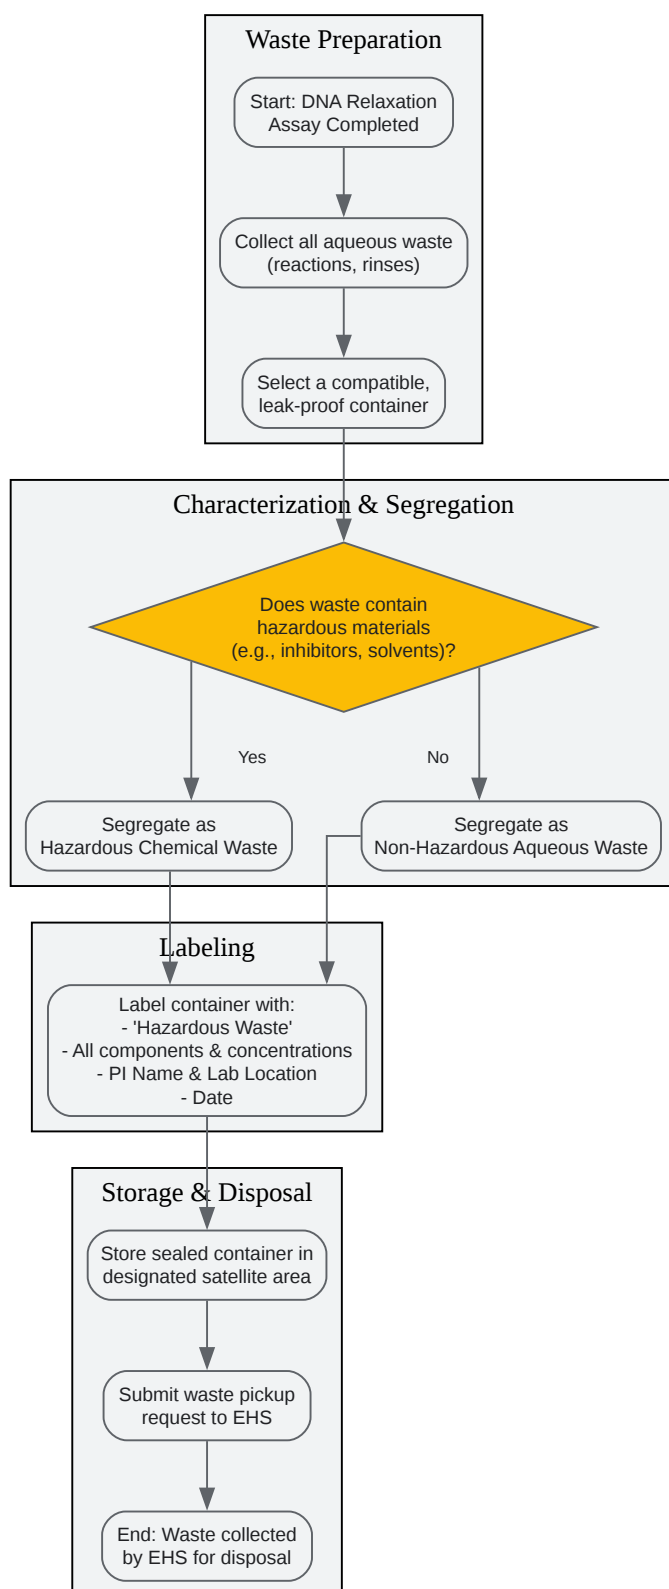 Waste Preparation
Start: DNA Relaxation
Assay Completed
Collect all aqueous waste
(reactions, rinses)
Select a compatible,
leak-proof container
Characterization & Segregation
Does waste contain
hazardous materials
(e.g., inhibitors, solvents)?
Yes
No
Segregate as
Hazardous Chemical Waste
Segregate as
Non-Hazardous Aqueous Waste
Labeling
Label container with:
- 'Hazardous Waste'
- All components & concentrations
- PI Name & Lab Location
- Date
Storage & Disposal
Store sealed container in
designated satellite area
Submit waste pickup
request to EHS
End: Waste collected
by EHS for disposal